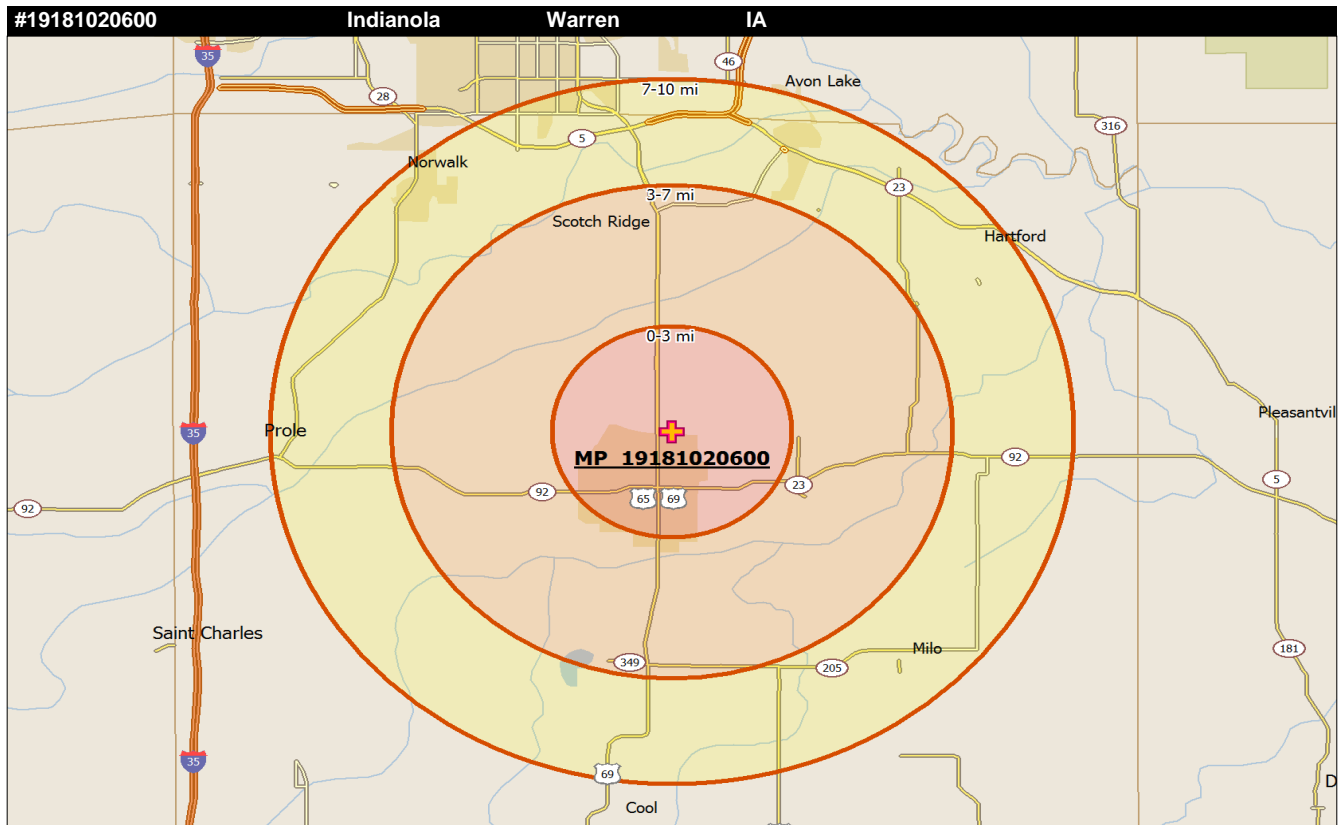 #19181020600 Indianola Warren IA
35
46
Avon Lake
7-10 mi
28
316
5
Norwalk
23
3-7 mi
Scotch Ridge
Hartford
0-3 mi
Pleasantvil
Prole
35
MP 19181020600
92
5
23
92
65
69
92
Saint Charles
Milo
181
349
205
35
69
D
Cool